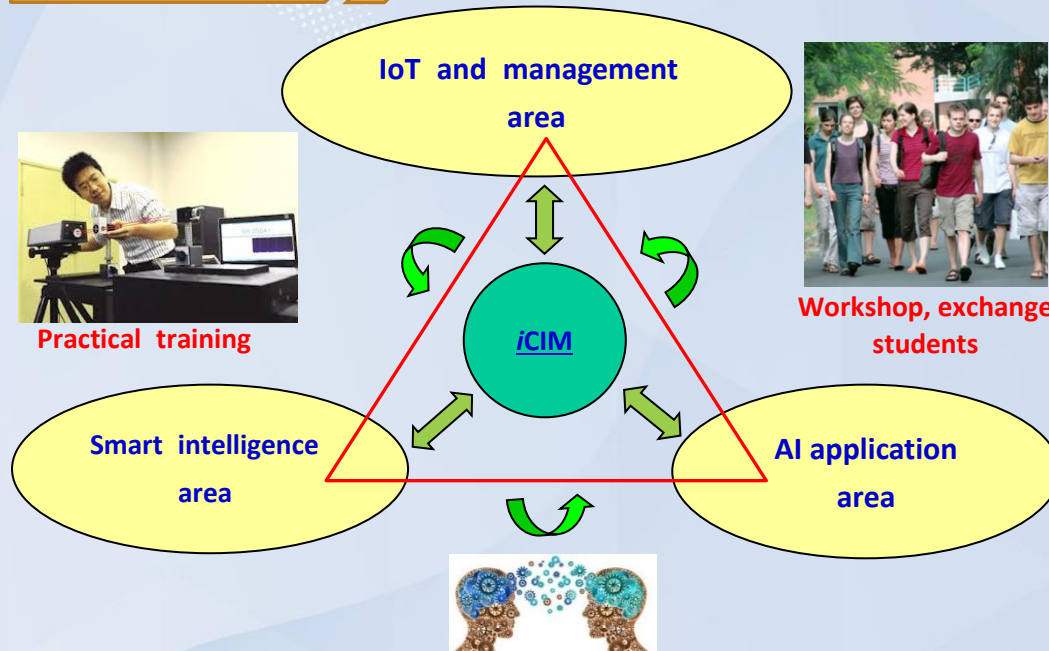 IoT and management
area
Practical training
Workshop, exchange
students
iCIM
Smart intelligence
area
AI application
area